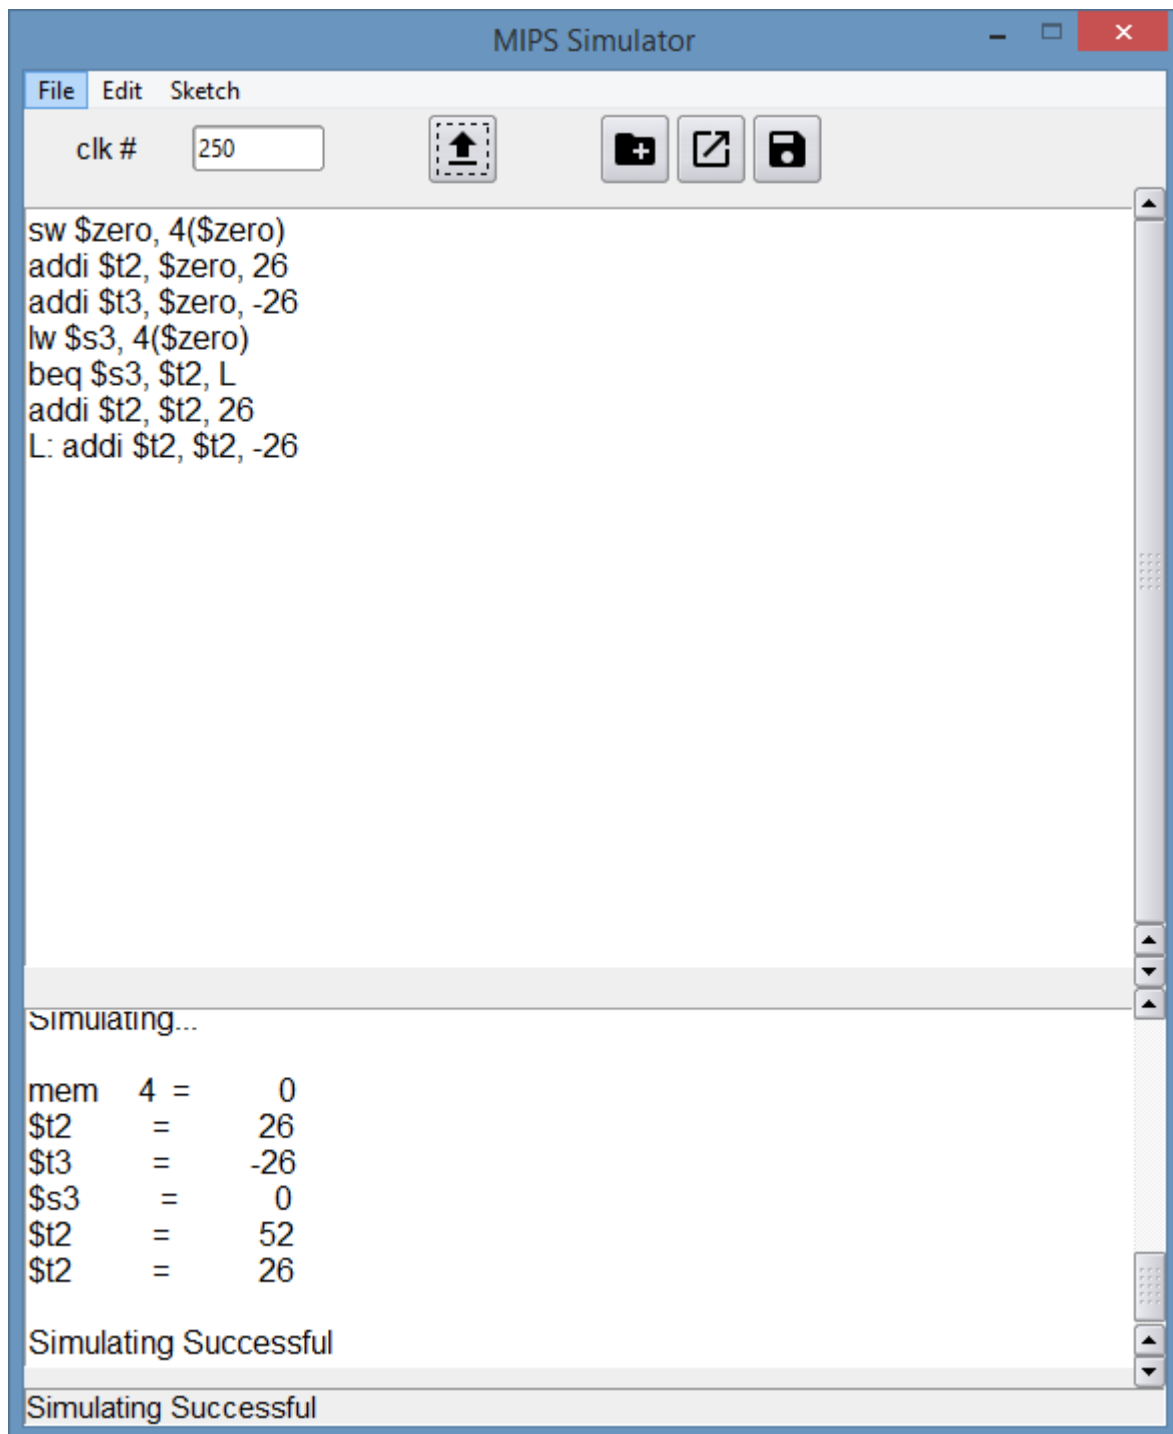 MIPS Simulator
File Edit Sketch
clk # 250
sw $zero, 4($zero)
addi $t2, $zero, 26
addi $t3, $zero, -26
lw $s3, 4($zero)
beq $s3, $t2, L
addi $t2, $t2, 26
L: addi $t2, $t2, -26
Simulating...
mem 4 = 0
$t2 = 26
$t3 = -26
$s3 = 0
$t2 = 52
$t2 = 26
Simulating Successful
Simulating Successful